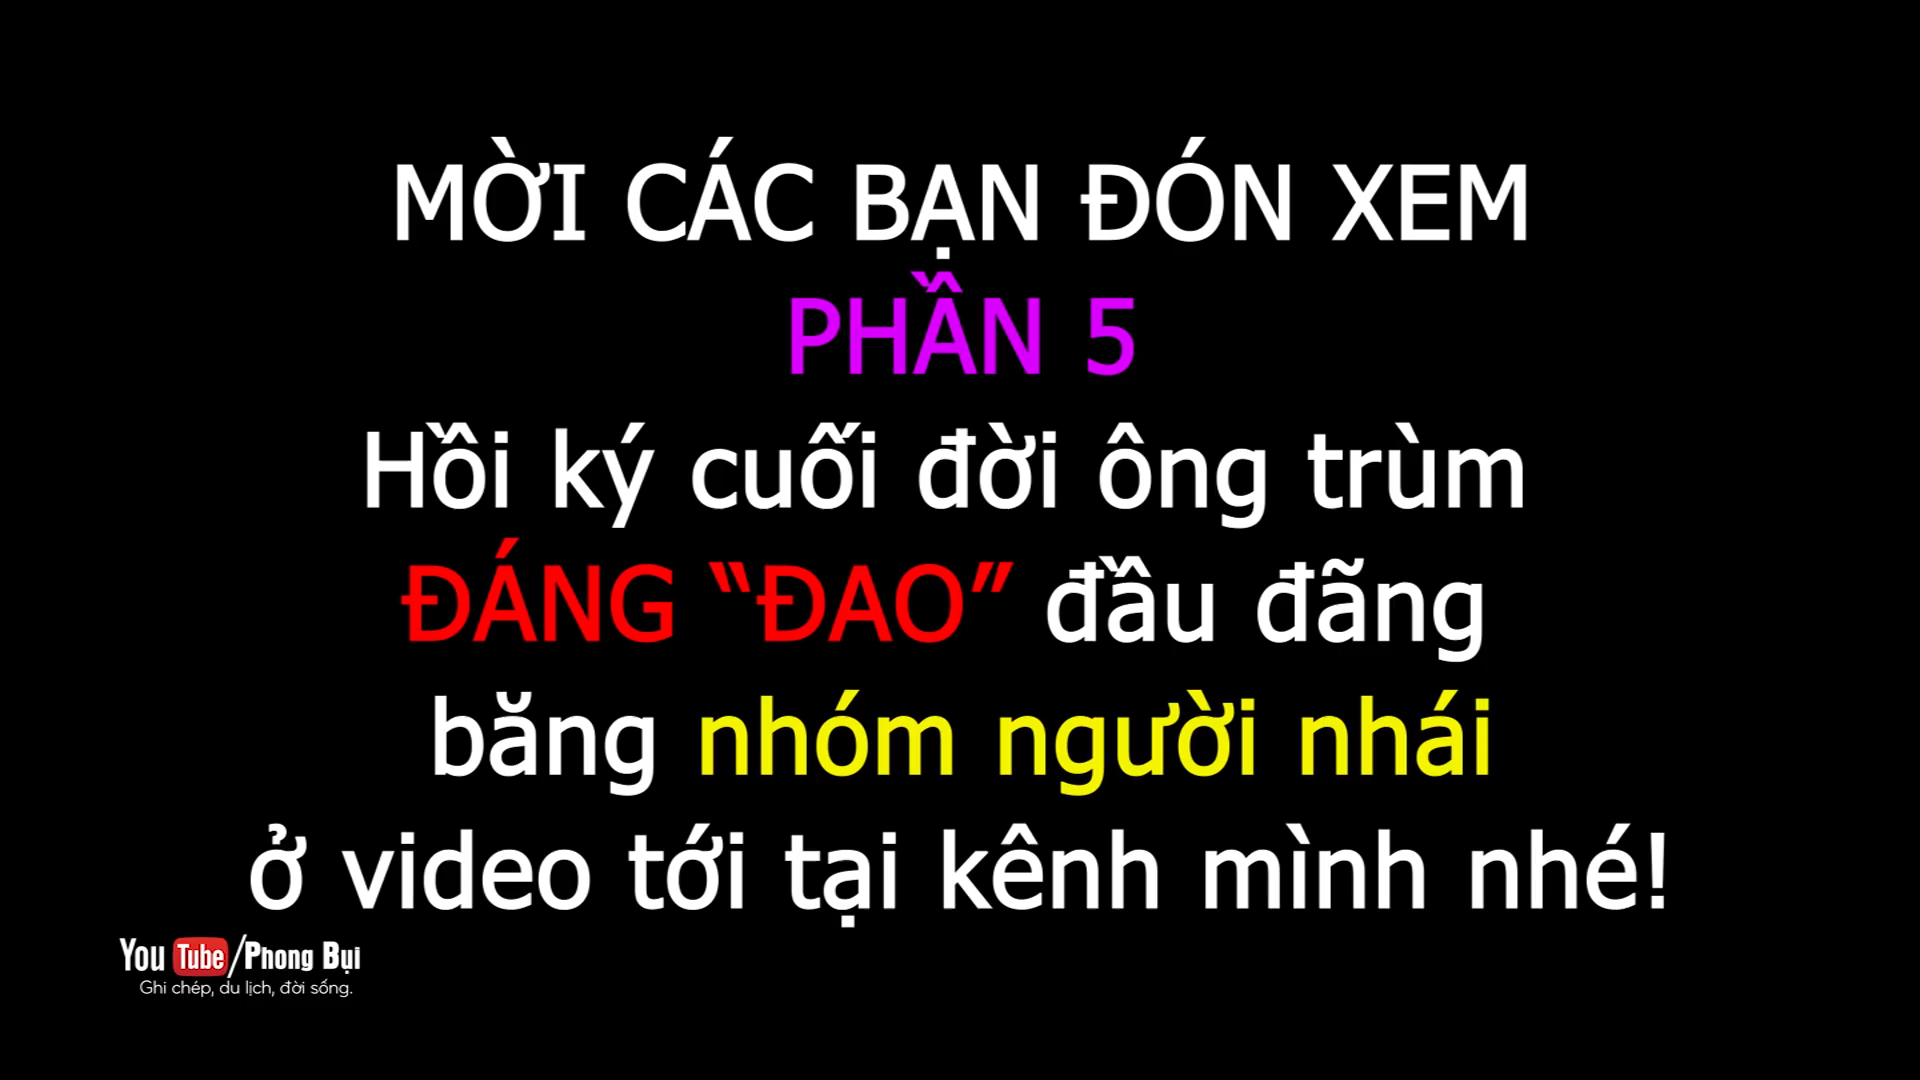 MỜI CÁC BẠN ĐÓN XEM
PHẦN 5
Hồi ký cuối đời ông trùm
ĐÁNG “ĐAO” đầu đãng
băng nhóm người nhái
ở video tới tại kênh mình nhé!
YouTube/Phong Bụi
Ghi chép, du lịch, đời sống.